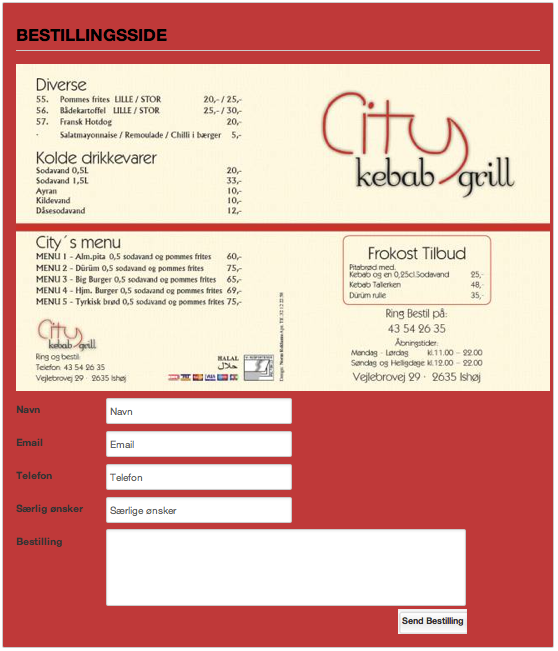 BESTILLINGSSIDE
Diverse
55. Pommes frites LILLE / STOR 20,- / 25,-
56. Bådekartoffel LILLE / STOR 25,- / 30,-
57. Fransk Hotdog 20,-
· Salatmayonnaise / Remoulade / Chilli i bærger 5,-
Kolde drikkevarer
Sodavand 0,5L 20,-
Sodavand 1,5L 33,-
Ayran 10,-
Kildevand 10,-
Dåsesodavand 12,-
City's
kebab grill
City´s menu
MENU 1 - Alm.pita 0,5 sodavand og pommes frites 60,-
MENU 2 - Dürüm 0,5 sodavand og pommes frites 75,-
MENU 3 - Big Burger 0,5 sodavand og pommes frites 65,-
MENU 4 - Hjm. Burger 0,5 sodavand og pommes frites 69,-
MENU 5 - Tyrkisk brød 0,5 sodavand og pommes frites 75,-
City's
kebab grill
Ring og bestil:
Telefon 43 54 26 35
Vejlebrovej 29 · 2635 Ishøj
HALAL
حلال
Frokost Tilbud
Pitabrød med.
Kebab og en 0,25cl.Sodavand 25,-
Kebab Tallerken 48,-
Dürüm rulle 35,-
Ring Bestil på:
43 54 26 35
Åbningstider:
Mandag - Lørdag kl.11.00 – 22.00
Søndag og Helligdage kl.12.00 – 22.00
Vejlebrovej 29 · 2635 Ishøj
Navn Navn
Email Email
Telefon Telefon
Særlig ønsker Særlige ønsker
Bestilling
Send Bestilling